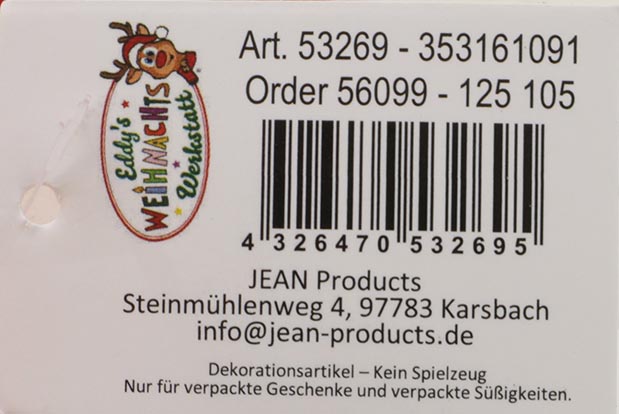 Art. 53269 - 353161091
Order 56099 - 125 105
Eddy's
WEIHNACHTS
Werkstatt
4 326470 532695
JEAN Products
Steinmühlenweg 4, 97783 Karsbach
info@jean-products.de
Dekorationsartikel – Kein Spielzeug
Nur für verpackte Geschenke und verpackte Süßigkeiten.